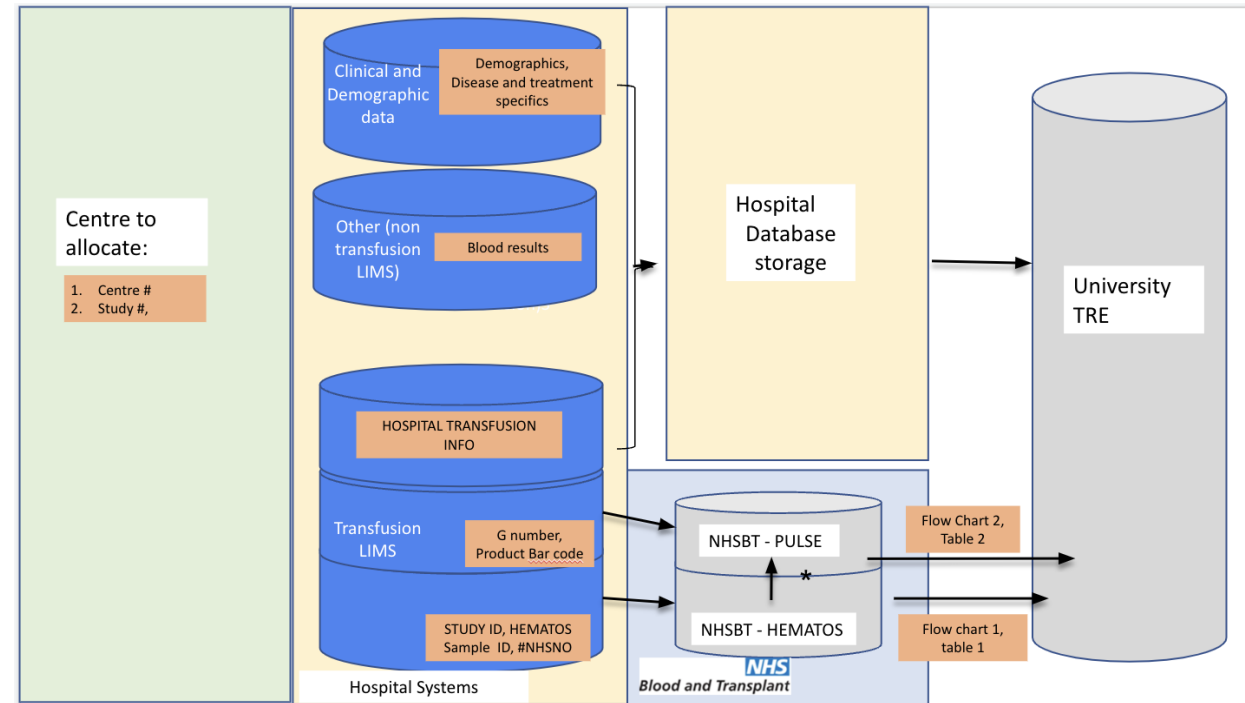 Centre to
allocate:
1. Centre #
2. Study #,
Clinical and
Demographic
data
Demographics,
Disease and treatment
specifics
Other (non
transfusion
LIMS)
Blood results
HOSPITAL TRANSFUSION
INFO
Transfusion
LIMS
G number,
Product Bar code
STUDY ID, HEMATOS
Sample ID, #NHSNO
Hospital Systems
Hospital
Database
storage
NHSBT - PULSE
*
NHSBT - HEMATOS
NHS
Blood and Transplant
Flow Chart 2,
Table 2
Flow chart 1,
table 1
University
TRE